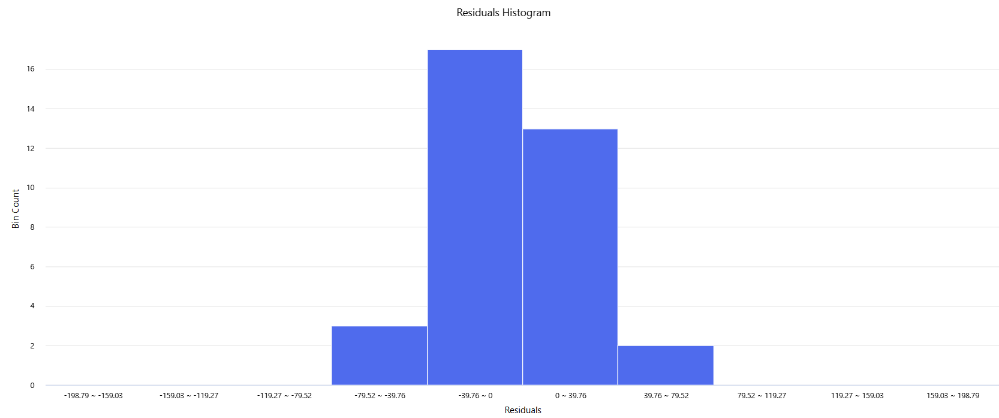 Residuals Histogram
Bin Count
16
14
12
10
8
6
4
2
0
-198.79 ~ -159.03
-159.03 ~ -119.27
-119.27 ~ -79.52
-79.52 ~ -39.76
-39.76 ~ 0
0 ~ 39.76
39.76 ~ 79.52
79.52 ~ 119.27
119.27 ~ 159.03
159.03 ~ 198.79
Residuals